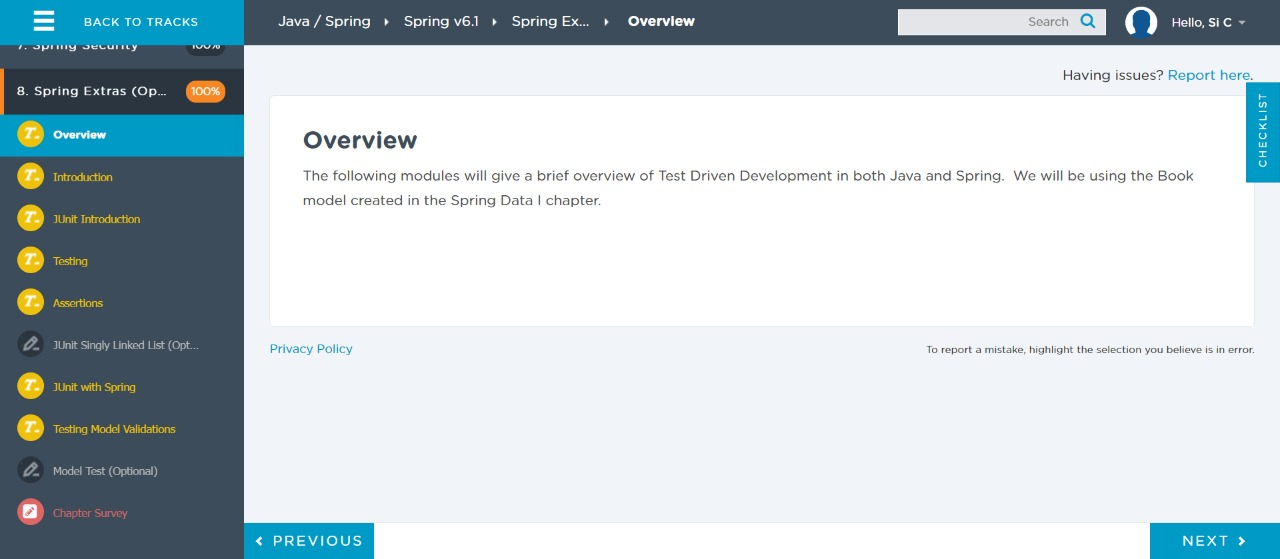 BACK TO TRACKS
Java / Spring Spring v6.1 Spring Ex... Overview
Search
Hello, Si C
7. Spring Security 100%
8. Spring Extras (Op... 100%
Overview
Introduction
JUnit Introduction
Testing
Assertions
JUnit Singly Linked List (Opt...
JUnit with Spring
Testing Model Validations
Model Test (Optional)
Chapter Survey
Having issues? Report here.
CHECKLIST
Overview
The following modules will give a brief overview of Test Driven Development in both Java and Spring. We will be using the Book
model created in the Spring Data I chapter.
Privacy Policy
To report a mistake, highlight the selection you believe is in error.
PREVIOUS
NEXT